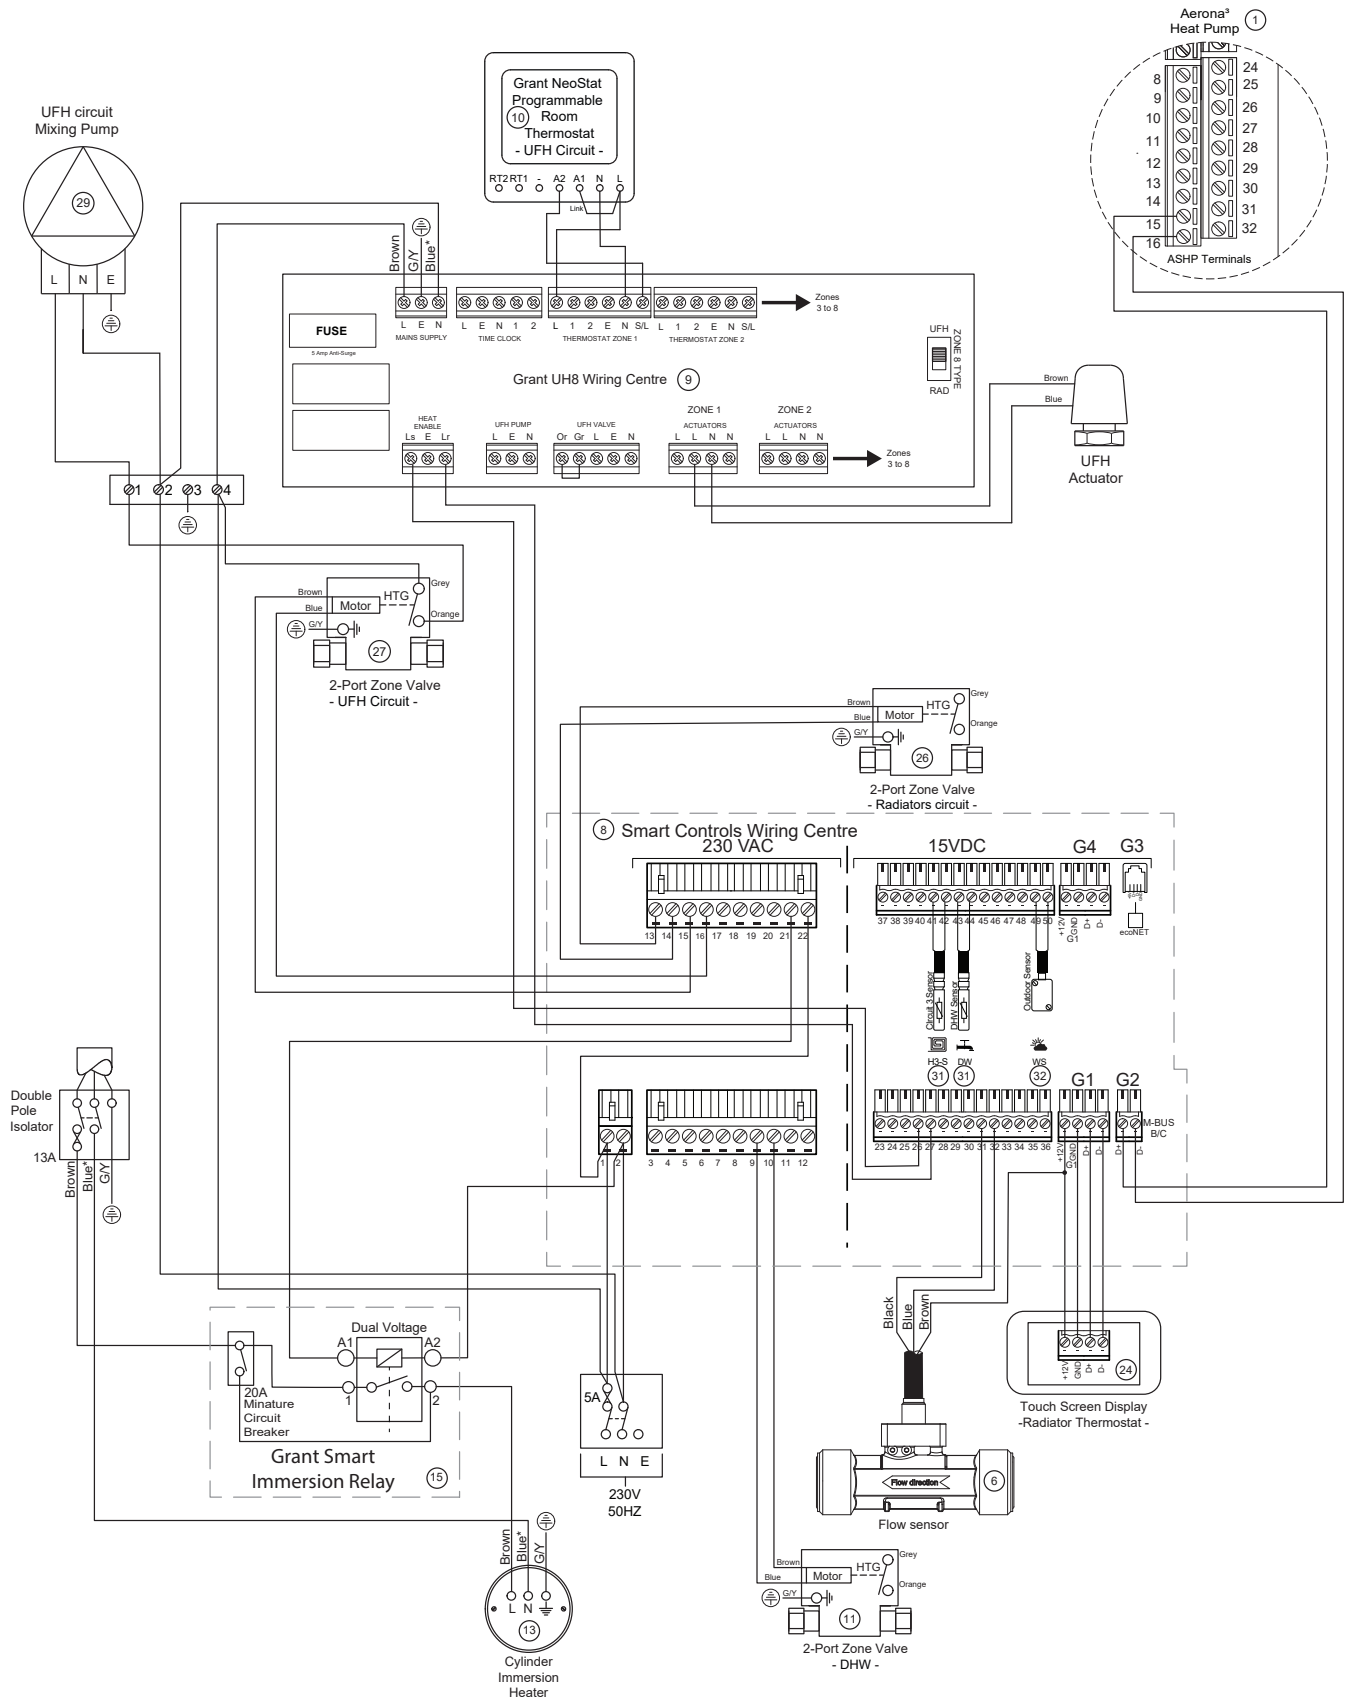 Aerona³
Heat Pump
1
8
9
10
11
12
13
14
15
16
24
25
26
27
28
29
30
31
32
ASHP Terminals
UFH circuit
Mixing Pump
29
L N E
Grant NeoStat
Programmable
10 Room
Thermostat
- UFH Circuit -
RT2 RT1 - A2 A1 N L
Link
Brown
G/Y
Blue*
FUSE
5 Amp Anti-Surge
L E N
MAINS SUPPLY
L E N 1 2
TIME CLOCK
L 1 2 E N S/L
THERMOSTAT ZONE 1
L 1 2 E N S/L
THERMOSTAT ZONE 2
Zones
3 to 8
UFH
ZONE 8 TYPE
RAD
Grant UH8 Wiring Centre 9
HEAT
ENABLE
Ls E Lr
UFH PUMP
L E N
UFH VALVE
Or Gr L E N
ZONE 1
ACTUATORS
L L N N
ZONE 2
ACTUATORS
L L N N
Zones
3 to 8
Brown
Blue
UFH
Actuator
1 2 3 4
Brown
Blue
G/Y
Motor
HTG
Grey
Orange
27
2-Port Zone Valve
- UFH Circuit -
Brown
Blue
G/Y
Motor
HTG
Grey
Orange
26
2-Port Zone Valve
- Radiators circuit -
8 Smart Controls Wiring Centre
230 VAC
15VDC
G4
G3
13 14 15 16 17 18 19 20 21 22
37 38 39 40 41 42 43 44 45 46 47 48 49 50
+12V
GND
D+
D-
G1
ecoNET
Circuit 3 Sensor
DHW Sensor
Outdoor Sensor
H3-S
DW
WS
31
31
32
G1
G2
M-BUS
B/C
1 2
3 4 5 6 7 8 9 10 11 12
23 24 25 26 27 28 29 30 31 32 33 34 35 36
+12V
GND
D+
D-
G1
D+
D-
Double
Pole
Isolator
13A
Brown
Blue*
G/Y
Dual Voltage
A1
A2
1
2
20A
Minature
Circuit
Breaker
Grant Smart
Immersion Relay
15
5A
L N E
230V
50HZ
Black
Blue
Brown
Flow direction
6
Flow sensor
+12V
GND
D+
D-
24
Touch Screen Display
-Radiator Thermostat -
Brown
Blue*
G/Y
L N
13
Cylinder
Immersion
Heater
Brown
Blue
G/Y
Motor
HTG
Grey
Orange
11
2-Port Zone Valve
- DHW -